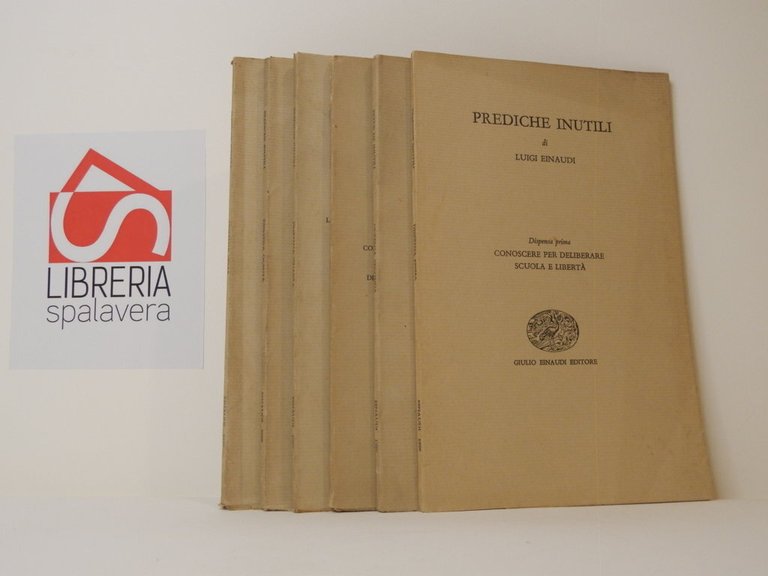 LIBRERIA
spalavera
PREDICHE INUTILI
di
LUIGI EINAUDI
Dispensa prima
CONOSCERE PER DELIBERARE
SCUOLA E LIBERTÀ
GIULIO EINAUDI EDITORE